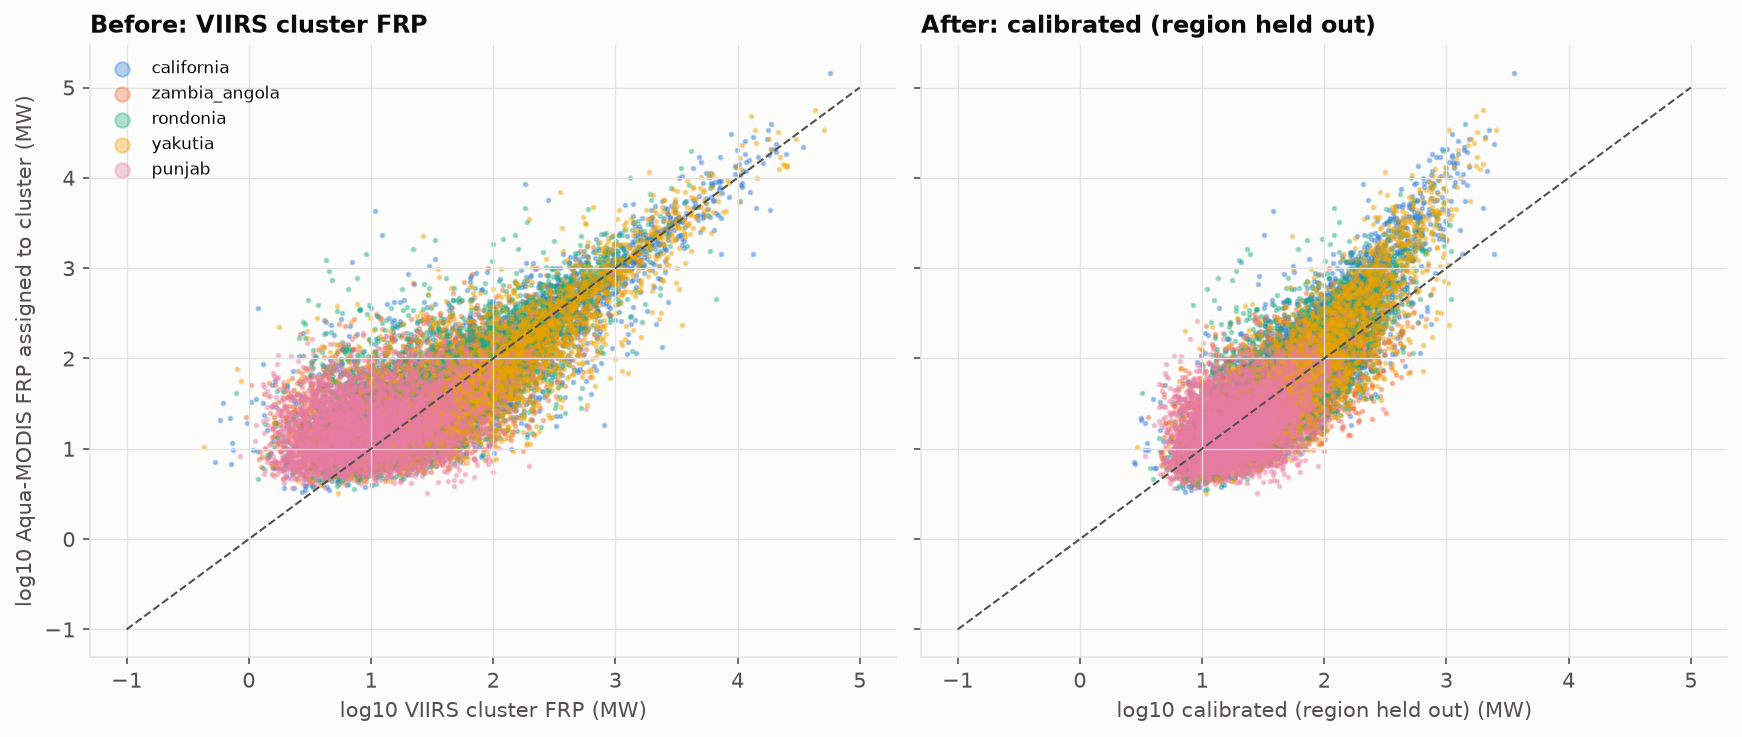 Before: VIIRS cluster FRP
After: calibrated (region held out)
california
zambia_angola
rondonia
yakutia
punjab
log10 Aqua-MODIS FRP assigned to cluster (MW)
5
4
3
2
1
0
−1
−1 0 1 2 3 4 5
−1 0 1 2 3 4 5
log10 VIIRS cluster FRP (MW)
log10 calibrated (region held out) (MW)